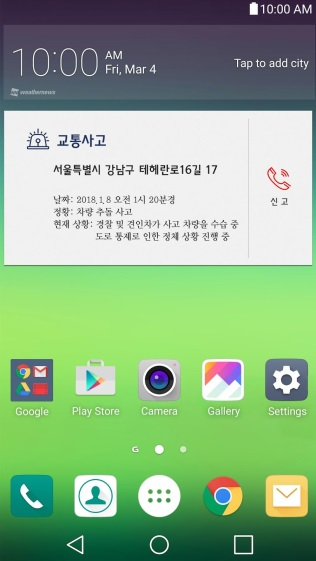 10:00 AM
10:00 AM
Fri, Mar 4
Tap to add city
weathernews
교통사고
서울특별시 강남구 테헤란로16길 17
날짜: 2018.1.8 오전 1시 20분경
정황: 차량 추돌 사고
현재 상황: 경찰 및 견인차가 사고 차량을 수습 중
도로 통제로 인한 정체 상황 진행 중
신고
Google
Play Store
Camera
Gallery
Settings
G